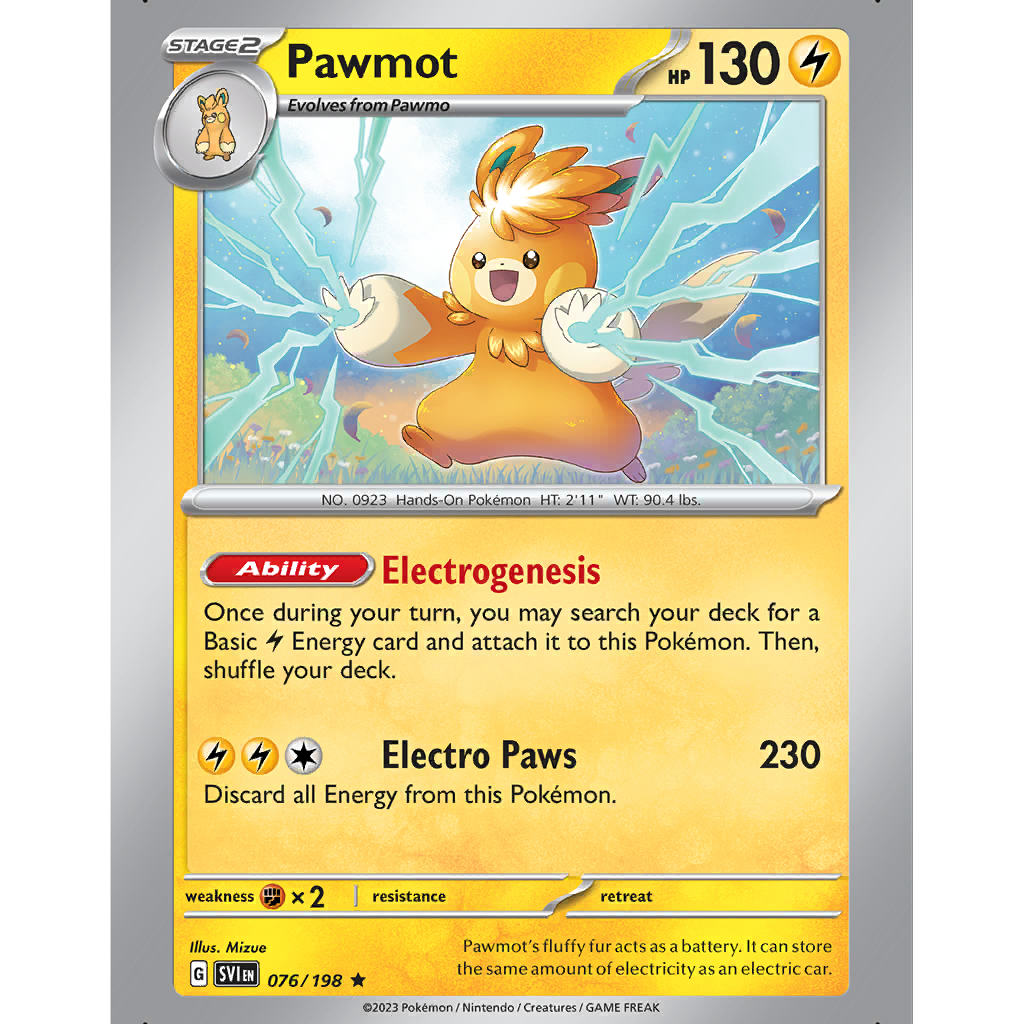 STAGE2
Pawmot
HP 130
Evolves from Pawmo
NO. 0923 Hands-On Pokémon HT: 2'11" WT: 90.4 lbs.
Ability Electrogenesis
Once during your turn, you may search your deck for a
Basic Energy card and attach it to this Pokémon. Then,
shuffle your deck.
Electro Paws 230
Discard all Energy from this Pokémon.
weakness ×2 resistance retreat
Illus. Mizue
Pawmot's fluffy fur acts as a battery. It can store
the same amount of electricity as an electric car.
G SVI EN 076/198
©2023 Pokémon / Nintendo / Creatures / GAME FREAK